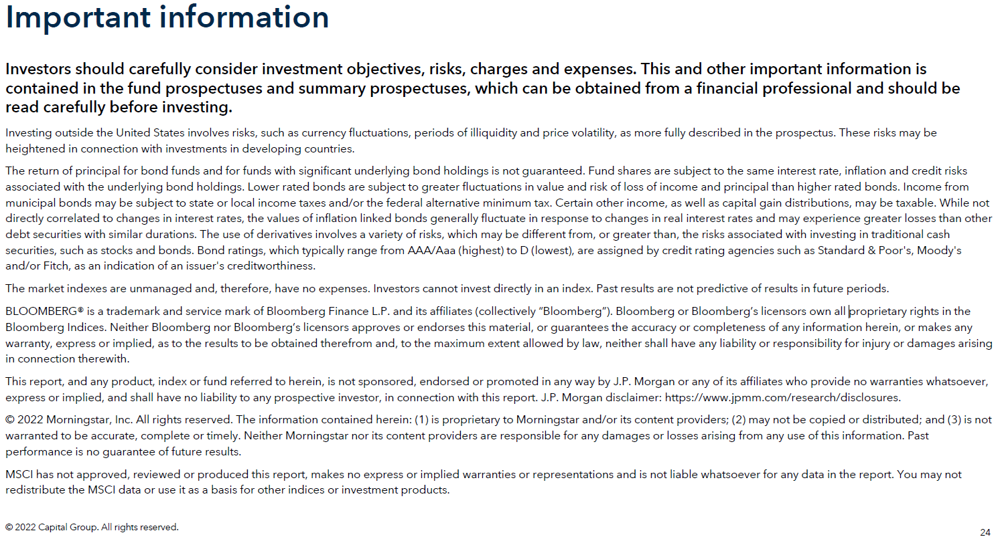 Important information
Investors should carefully consider investment objectives, risks, charges and expenses. This and other important information is
contained in the fund prospectuses and summary prospectuses, which can be obtained from a financial professional and should be
read carefully before investing.
Investing outside the United States involves risks, such as currency fluctuations, periods of illiquidity and price volatility, as more fully described in the prospectus. These risks may be
heightened in connection with investments in developing countries.
The return of principal for bond funds and for funds with significant underlying bond holdings is not guaranteed. Fund shares are subject to the same interest rate, inflation and credit risks
associated with the underlying bond holdings. Lower rated bonds are subject to greater fluctuations in value and risk of loss of income and principal than higher rated bonds. Income from
municipal bonds may be subject to state or local income taxes and/or the federal alternative minimum tax. Certain other income, as well as capital gain distributions, may be taxable. While not
directly correlated to changes in interest rates, the values of inflation linked bonds generally fluctuate in response to changes in real interest rates and may experience greater losses than other
debt securities with similar durations. The use of derivatives involves a variety of risks, which may be different from, or greater than, the risks associated with investing in traditional cash
securities, such as stocks and bonds. Bond ratings, which typically range from AAA/Aaa (highest) to D (lowest), are assigned by credit rating agencies such as Standard & Poor's, Moody's
and/or Fitch, as an indication of an issuer's creditworthiness.
The market indexes are unmanaged and, therefore, have no expenses. Investors cannot invest directly in an index. Past results are not predictive of results in future periods.
BLOOMBERG® is a trademark and service mark of Bloomberg Finance L.P. and its affiliates (collectively “Bloomberg”). Bloomberg or Bloomberg’s licensors own all proprietary rights in the
Bloomberg Indices. Neither Bloomberg nor Bloomberg’s licensors approves or endorses this material, or guarantees the accuracy or completeness of any information herein, or makes any
warranty, express or implied, as to the results to be obtained therefrom and, to the maximum extent allowed by law, neither shall have any liability or responsibility for injury or damages arising
in connection therewith.
This report, and any product, index or fund referred to herein, is not sponsored, endorsed or promoted in any way by J.P. Morgan or any of its affiliates who provide no warranties whatsoever,
express or implied, and shall have no liability to any prospective investor, in connection with this report. J.P. Morgan disclaimer: https://www.jpmm.com/research/disclosures.
© 2022 Morningstar, Inc. All rights reserved. The information contained herein: (1) is proprietary to Morningstar and/or its content providers; (2) may not be copied or distributed; and (3) is not
warranted to be accurate, complete or timely. Neither Morningstar nor its content providers are responsible for any damages or losses arising from any use of this information. Past
performance is no guarantee of future results.
MSCI has not approved, reviewed or produced this report, makes no express or implied warranties or representations and is not liable whatsoever for any data in the report. You may not
redistribute the MSCI data or use it as a basis for other indices or investment products.
© 2022 Capital Group. All rights reserved.
24